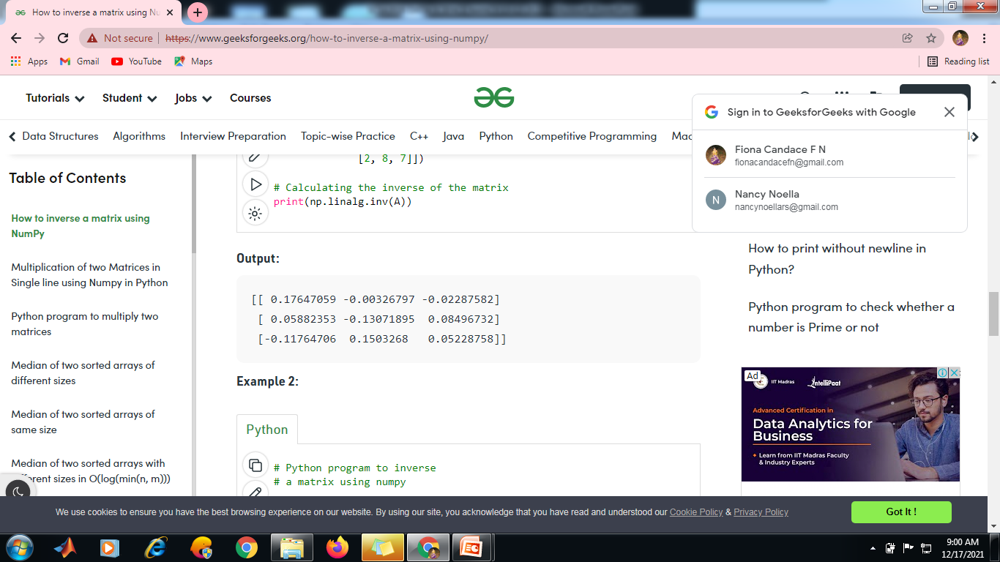 How to inverse a matrix using Nu
Not secure
https://www.geeksforgeeks.org/how-to-inverse-a-matrix-using-numpy/
Apps
Gmail
YouTube
Maps
Reading list
Tutorials
Student
Jobs
Courses
Sign in to GeeksforGeeks with Google
Fiona Candace F N
fionacandacefn@gmail.com
N
Nancy Noella
nancynoellars@gmail.com
Data Structures
Algorithms
Interview Preparation
Topic-wise Practice
C++
Java
Python
Competitive Programming
Mac
Table of Contents
How to inverse a matrix using
NumPy
Multiplication of two Matrices in
Single line using Numpy in Python
Python program to multiply two
matrices
Median of two sorted arrays of
different sizes
Median of two sorted arrays of
same size
Median of two sorted arrays with
fferent sizes in O(log(min(n, m)))
[2, 8, 7]])
# Calculating the inverse of the matrix
print(np.linalg.inv(A))
Output:
[[ 0.17647059 -0.00326797 -0.02287582]
[ 0.05882353 -0.13071895  0.08496732]
[-0.11764706  0.1503268   0.05228758]]
Example 2:
Python
# Python program to inverse
# a matrix using numpy
How to print without newline in
Python?
Python program to check whether a
number is Prime or not
Ad
IIT Madras
intelliPaat
Advanced Certification in
Data Analytics for
Business
Learn from IIT Madras Faculty
& Industry Experts
We use cookies to ensure you have the best browsing experience on our website. By using our site, you acknowledge that you have read and understood our Cookie Policy & Privacy Policy
Got It !
9:00 AM
12/17/2021